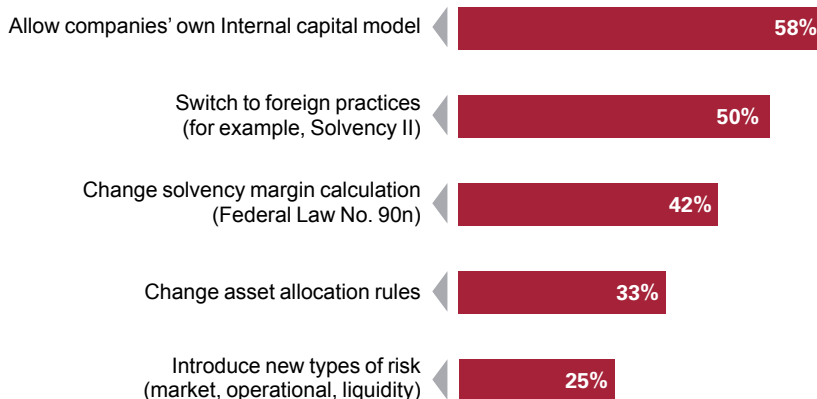 Allow companies’ own Internal capital model
58%
Switch to foreign practices
(for example, Solvency II)
50%
Change solvency margin calculation
(Federal Law No. 90n)
42%
Change asset allocation rules
33%
Introduce new types of risk
(market, operational, liquidity)
25%